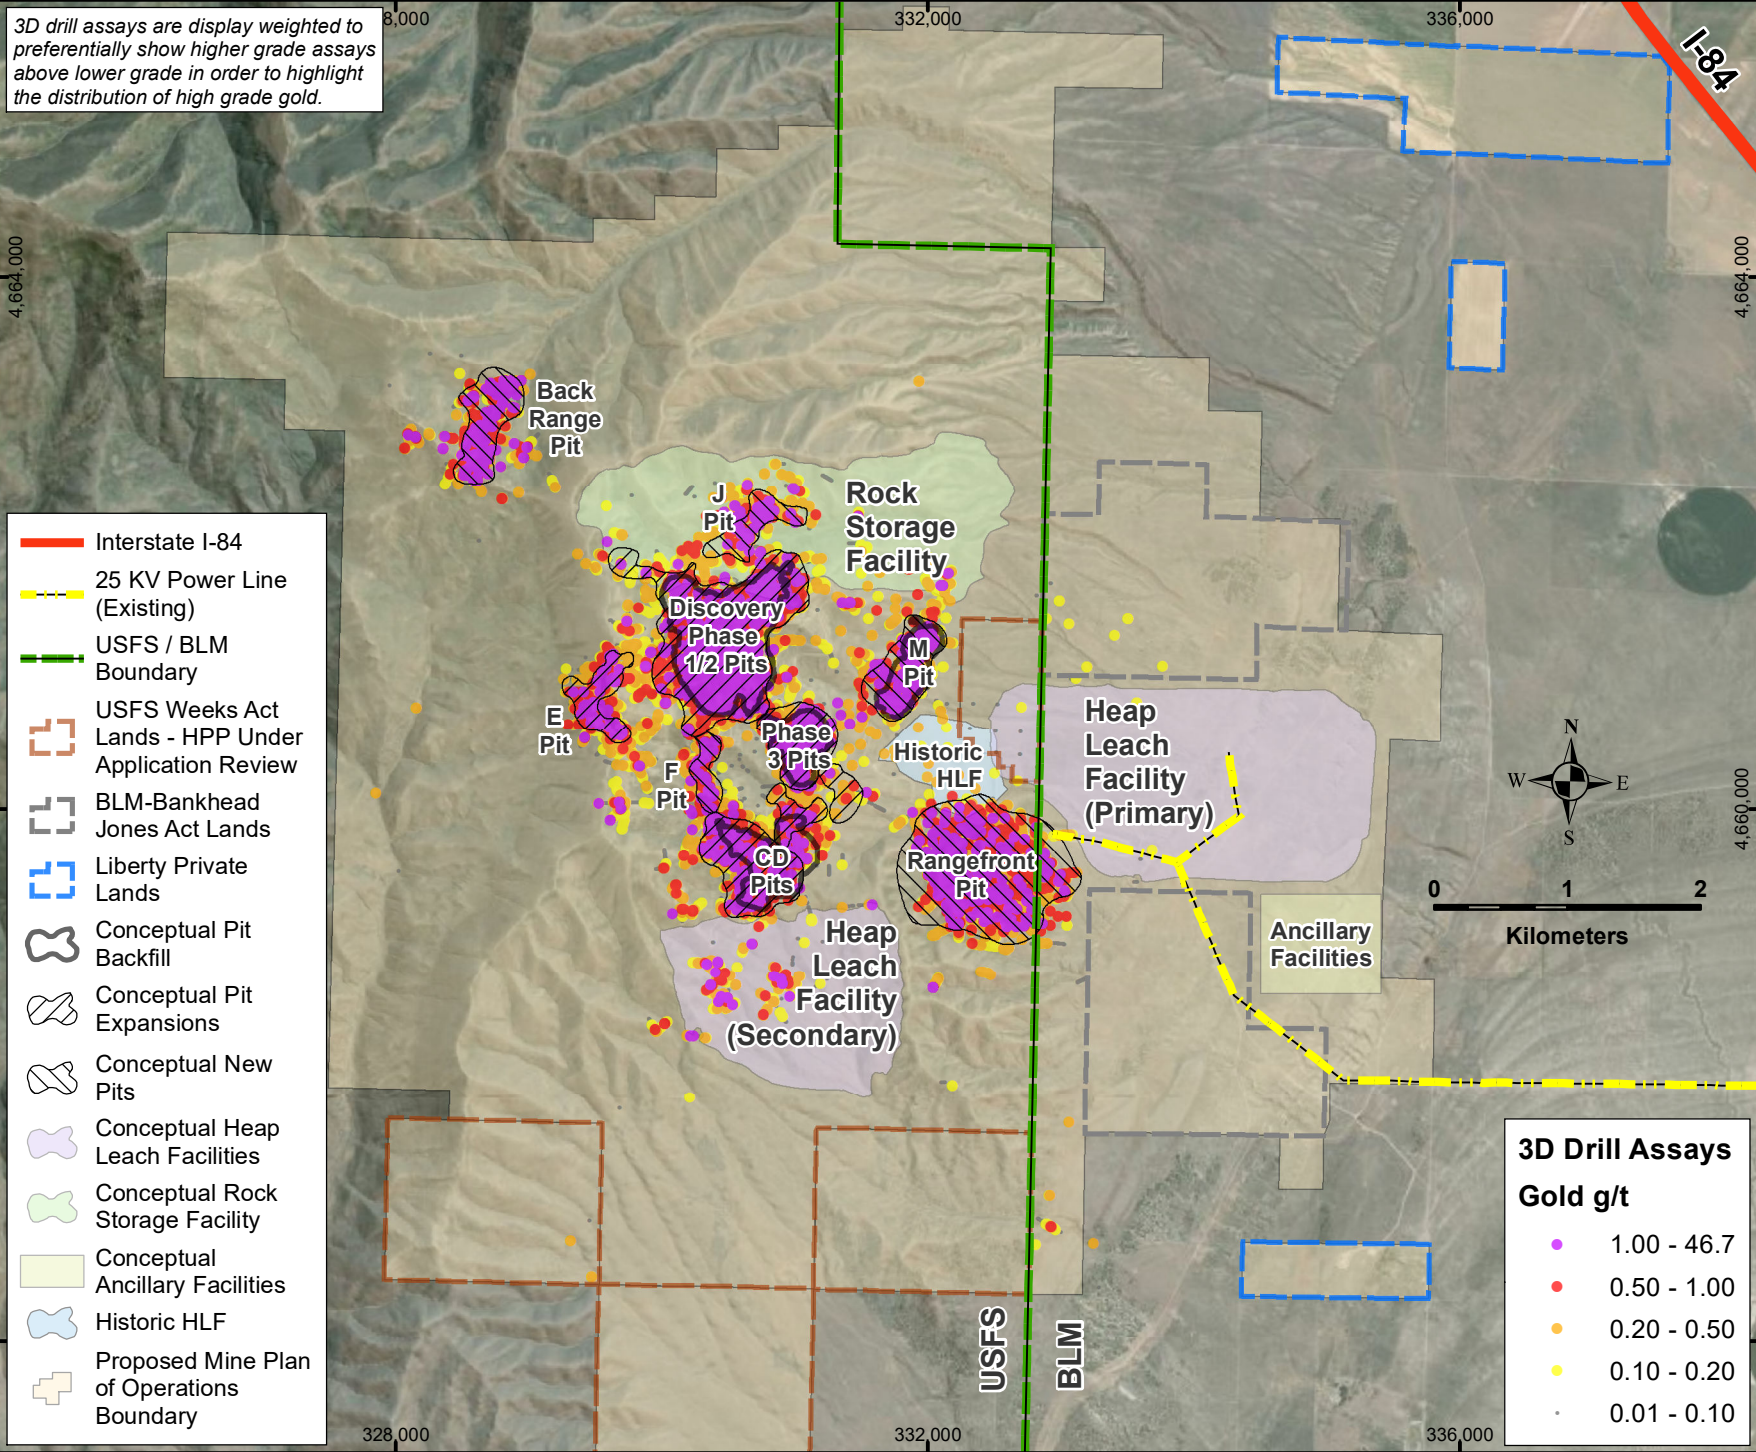 3D drill assays are display weighted to
preferentially show higher grade assays
above lower grade in order to highlight
the distribution of high grade gold.
8,000
332,000
336,000
I-84
4,664,000
4,664,000
Back
Range
Pit
J
Pit
Rock
Storage
Facility
Discovery
Phase
1/2 Pits
M
Pit
E
Pit
Phase
3 Pits
F
Pit
Historic
HLF
Heap
Leach
Facility
(Primary)
CD
Pits
Rangefront
Pit
Heap
Leach
Facility
(Secondary)
Ancillary
Facilities
N
W
E
S
4,660,000
0
1
2
Kilometers
USFS
BLM
Interstate I-84
25 KV Power Line
(Existing)
USFS / BLM
Boundary
USFS Weeks Act
Lands - HPP Under
Application Review
BLM-Bankhead
Jones Act Lands
Liberty Private
Lands
Conceptual Pit
Backfill
Conceptual Pit
Expansions
Conceptual New
Pits
Conceptual Heap
Leach Facilities
Conceptual Rock
Storage Facility
Conceptual
Ancillary Facilities
Historic HLF
Proposed Mine Plan
of Operations
Boundary
3D Drill Assays
Gold g/t
1.00 - 46.7
0.50 - 1.00
0.20 - 0.50
0.10 - 0.20
0.01 - 0.10
328,000
332,000
336,000